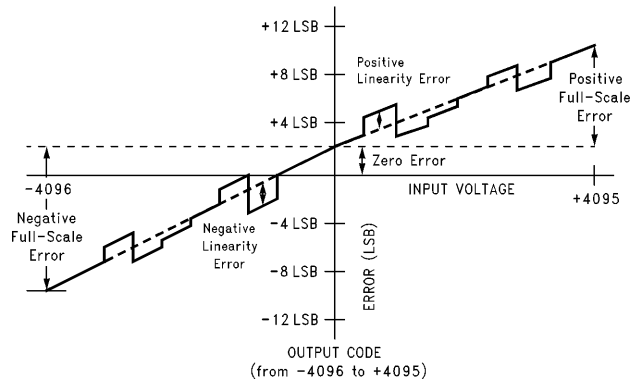 +12 LSB
+8 LSB
+4 LSB
-4 LSB
-8 LSB
-12 LSB
Positive
Linearity Error
Positive
Full-Scale
Error
Zero Error
-4096
INPUT VOLTAGE
+4095
Negative
Full-Scale
Error
Negative
Linearity
Error
ERROR (LSB)
OUTPUT CODE
(from -4096 to +4095)